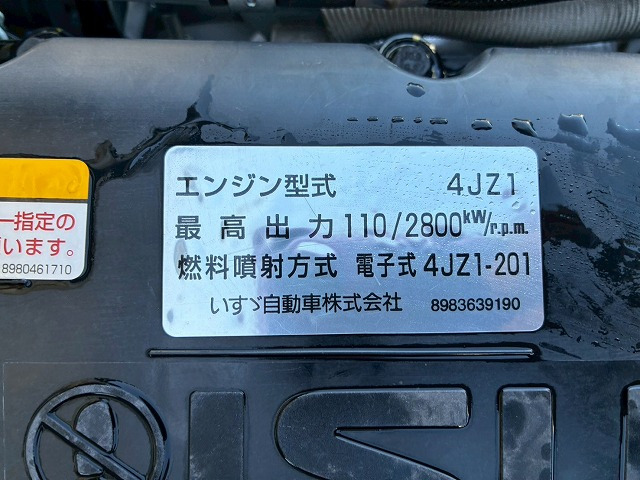 エンジン型式 4JZ1
最高出力 110/2800kW/r.p.m.
燃料噴射方式 電子式 4JZ1-201
いすゞ自動車株式会社 8983639190
指定の
います。
8980461710
ISU